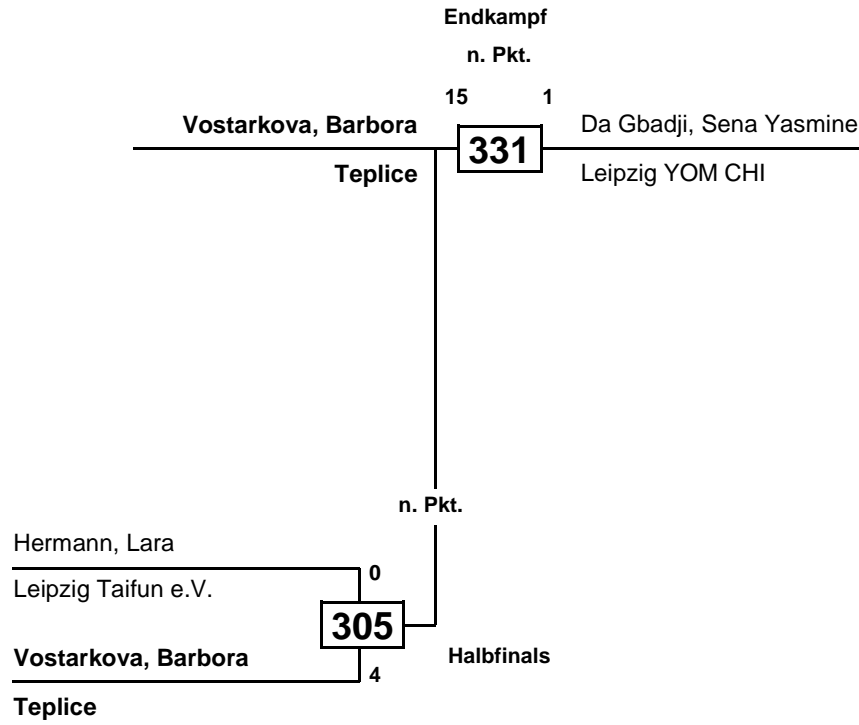 Endkampf
n. Pkt.
15 1
Vostarkova, Barbora
Teplice
331
Da Gbadji, Sena Yasmine
Leipzig YOM CHI
n. Pkt.
Hermann, Lara
Leipzig Taifun e.V.
0
305
Halbfinals
Vostarkova, Barbora
4
Teplice